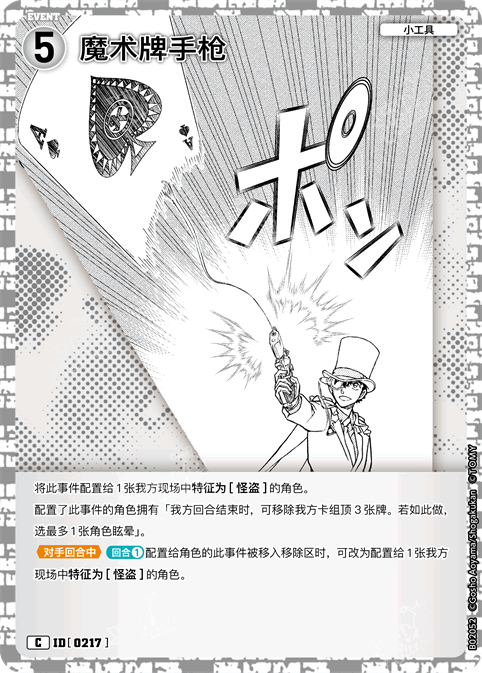 EVENT
小工具
5 魔术牌手枪
A
A
ポン
将此事件配置给1张我方现场中特征为[怪盗]的角色。
配置了此事件的角色拥有「我方回合结束时，可移除我方卡组顶3张牌。若如此做，
选最多1张角色眩晕」。
对手回合中 回合1 配置给角色的此事件被移入移除区时，可改为配置给1张我方
现场中特征为[怪盗]的角色。
C ID[0217]
B02052 ©Gosho Aoyama/Shogakukan ©TOMY